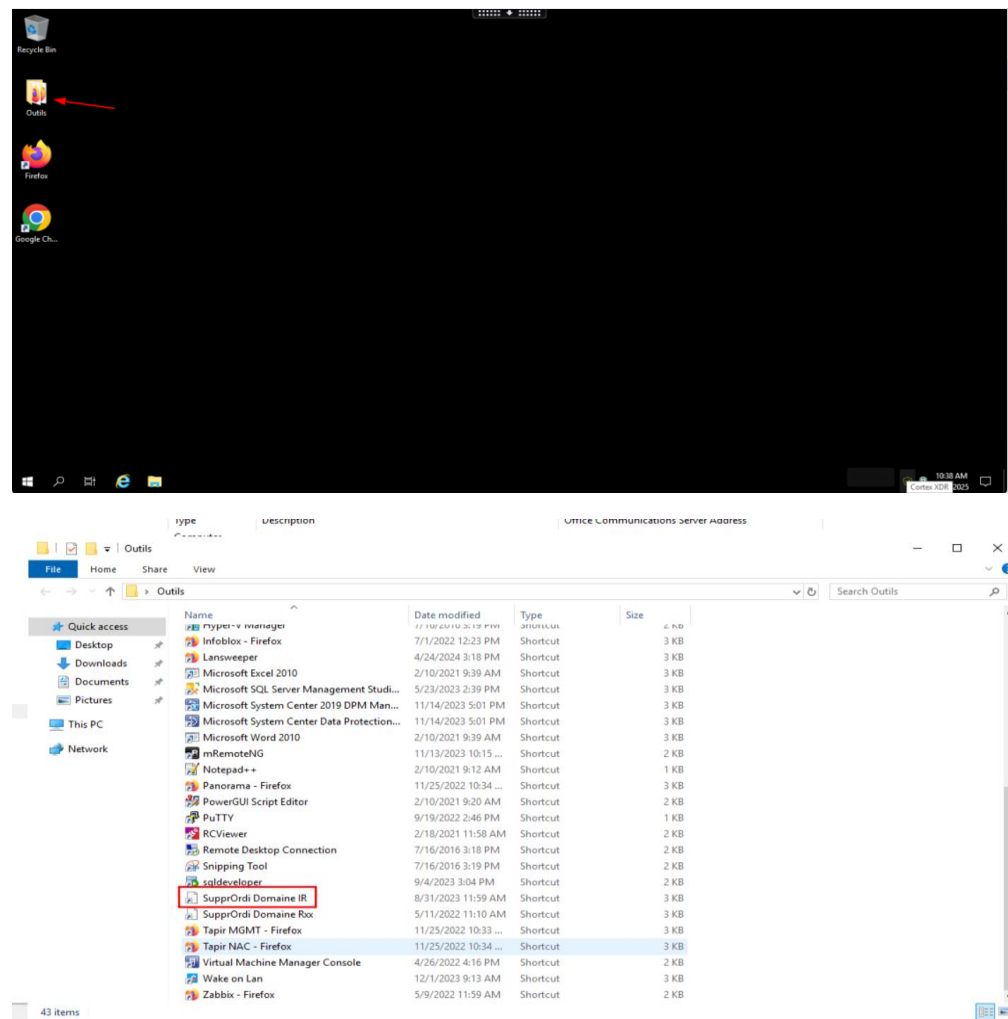 Recycle Bin
Outils
Firefox
Google Ch...
10:38 AM
Cortex XDR
2025
Type Description Office Communications Server Address
Outils
File Home Share View
Outils
Search Outils
Name Date modified Type Size
Quick access
Desktop
Downloads
Documents
Pictures
This PC
Network
Hyper-V Manager 7/16/2016 3:19 PM Shortcut 2 KB
Infoblox - Firefox 7/1/2022 12:23 PM Shortcut 3 KB
Lansweeper 4/24/2024 3:18 PM Shortcut 3 KB
Microsoft Excel 2010 2/10/2021 9:39 AM Shortcut 3 KB
Microsoft SQL Server Management Studi... 5/23/2023 2:39 PM Shortcut 3 KB
Microsoft System Center 2019 DPM Man... 11/14/2023 5:01 PM Shortcut 3 KB
Microsoft System Center Data Protection... 11/14/2023 5:01 PM Shortcut 3 KB
Microsoft Word 2010 2/10/2021 9:39 AM Shortcut 3 KB
mRemoteNG 11/13/2023 10:15 ... Shortcut 2 KB
Notepad++ 2/10/2021 9:12 AM Shortcut 1 KB
Panorama - Firefox 11/25/2022 10:34 ... Shortcut 3 KB
PowerGUI Script Editor 2/10/2021 9:20 AM Shortcut 2 KB
PuTTY 9/19/2022 2:46 PM Shortcut 1 KB
RCViewer 2/18/2021 11:58 AM Shortcut 2 KB
Remote Desktop Connection 7/16/2016 3:18 PM Shortcut 2 KB
Snipping Tool 7/16/2016 3:19 PM Shortcut 2 KB
sqldeveloper 9/4/2023 3:04 PM Shortcut 2 KB
SupprOrdi Domaine IR 8/31/2023 11:59 AM Shortcut 3 KB
SupprOrdi Domaine Rxx 5/11/2022 11:10 AM Shortcut 3 KB
Tapir MGMT - Firefox 11/25/2022 10:33 ... Shortcut 3 KB
Tapir NAC - Firefox 11/25/2022 10:34 ... Shortcut 3 KB
Virtual Machine Manager Console 4/26/2022 4:16 PM Shortcut 2 KB
Wake on Lan 12/1/2023 9:13 AM Shortcut 3 KB
Zabbix - Firefox 5/9/2022 11:59 AM Shortcut 2 KB
43 items